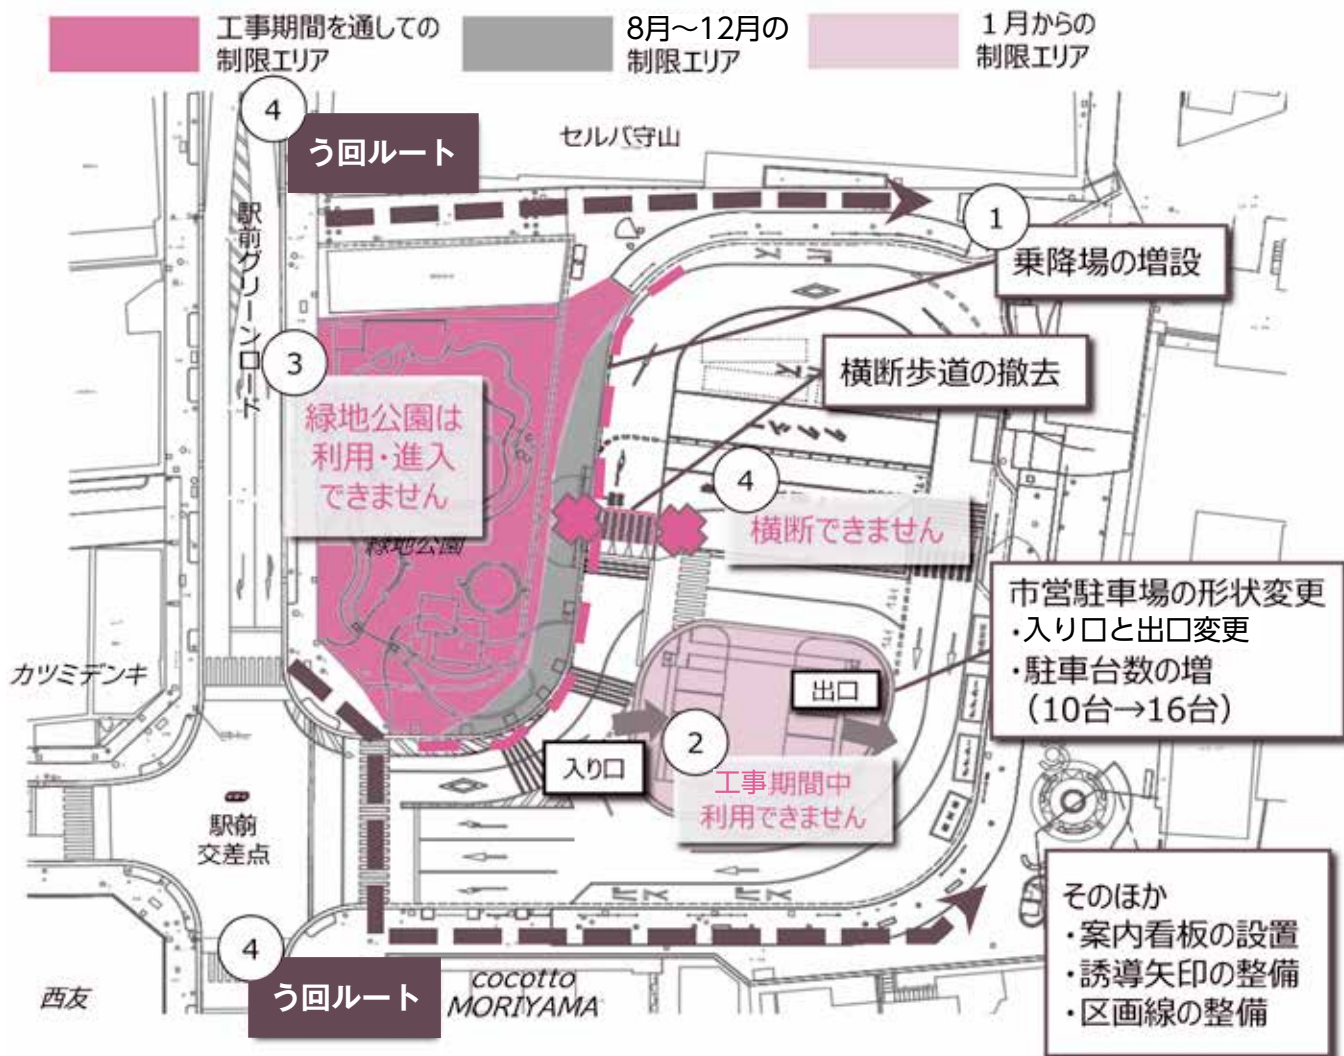 工事期間を通しての
制限エリア
8月～12月の
制限エリア
1月からの
制限エリア
4
う回ルート
セルバ守山
駅前グリーンロード
1
乗降場の増設
3
緑地公園は
利用・進入
できません
緑地公園
横断歩道の撤去
タクシー
4
横断できません
市営駐車場の形状変更
・入り口と出口変更
・駐車台数の増
（10台→16台）
カツミデンキ
出口
入り口
2
工事期間中
利用できません
駅前
交差点
そのほか
・案内看板の設置
・誘導矢印の整備
・区画線の整備
4
う回ルート
西友
cocotto
MORIYAMA